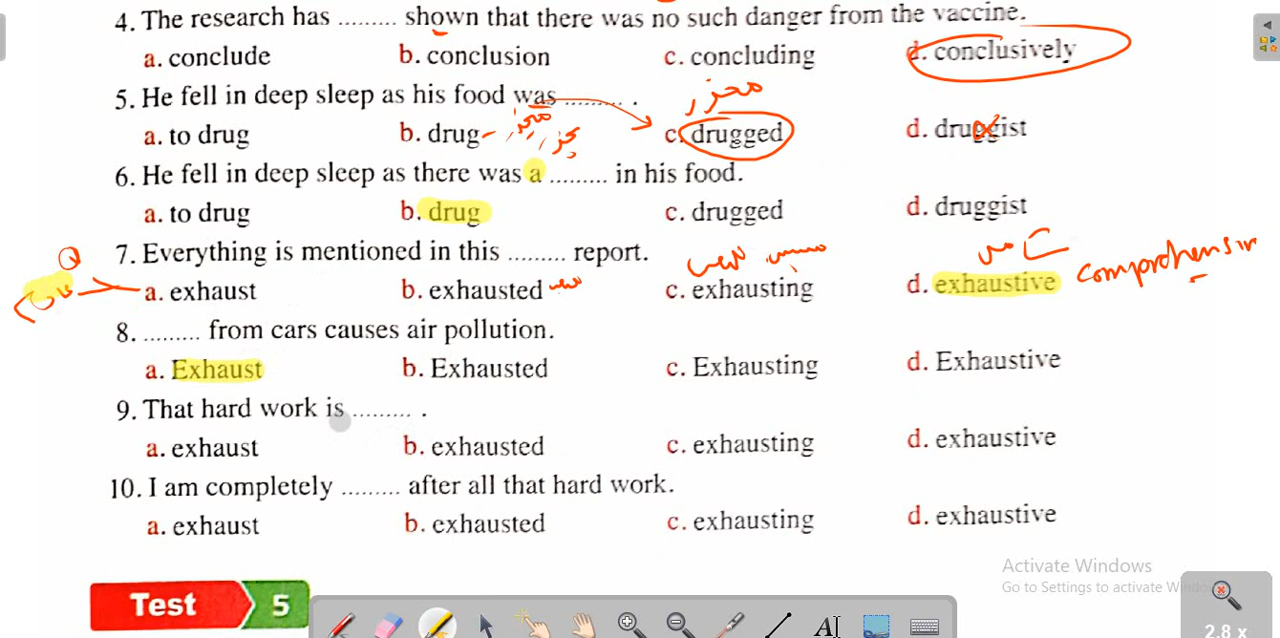 4. The research has ......... shown that there was no such danger from the vaccine.
a. conclude b. conclusion c. concluding d. conclusively
5. He fell in deep sleep as his food was ......... .
مخدر
a. to drug b. drug c. drugged d. druggist
6. He fell in deep sleep as there was a ......... in his food.
a. to drug b. drug c. drugged d. druggist
7. Everything is mentioned in this ......... report.
a. exhaust b. exhausted c. exhausting d. exhaustive
8. ......... from cars causes air pollution.
a. Exhaust b. Exhausted c. Exhausting d. Exhaustive
9. That hard work is ......... .
a. exhaust b. exhausted c. exhausting d. exhaustive
10. I am completely ......... after all that hard work.
a. exhaust b. exhausted c. exhausting d. exhaustive
Activate Windows
Go to Settings to activate
Test 5
2.8 x